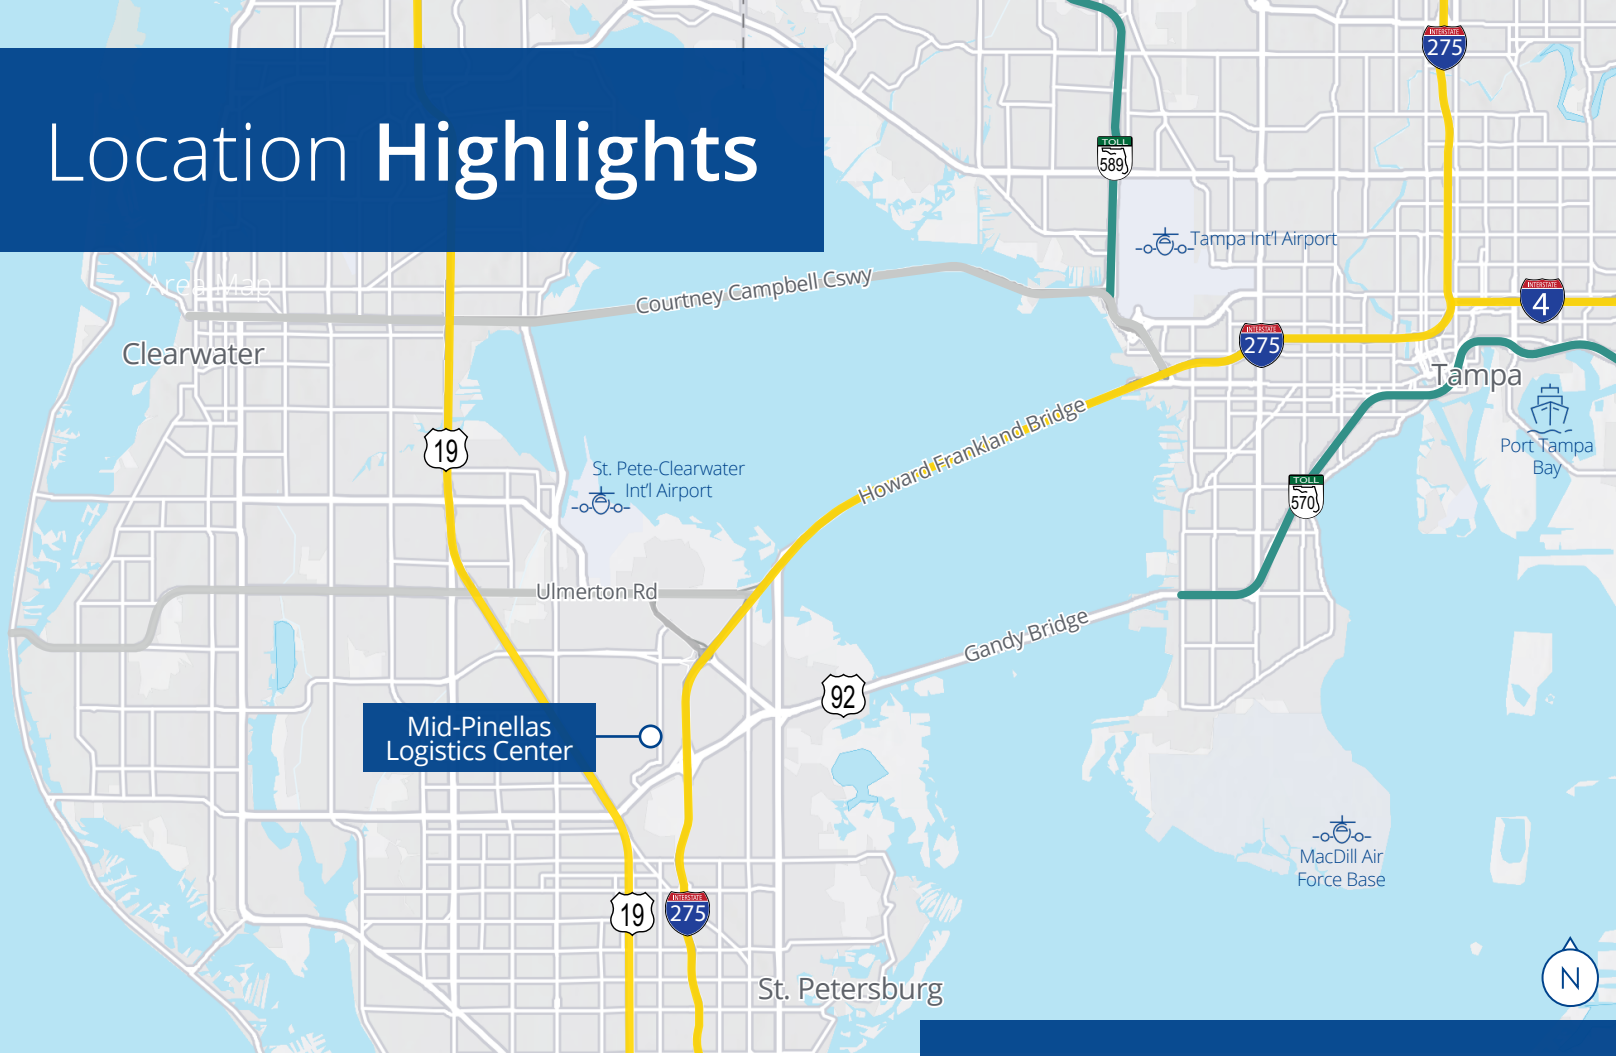 Location Highlights
Area Map
INTERSTATE
275
TOLL
589
Tampa Int'l Airport
Courtney Campbell Cswy
INTERSTATE
4
Clearwater
INTERSTATE
275
Tampa
19
Howard Frankland Bridge
Port Tampa
Bay
St. Pete-Clearwater
Int'l Airport
TOLL
570
Ulmerton Rd
Gandy Bridge
92
Mid-Pinellas
Logistics Center
MacDill Air
Force Base
19
INTERSTATE
275
St. Petersburg
N